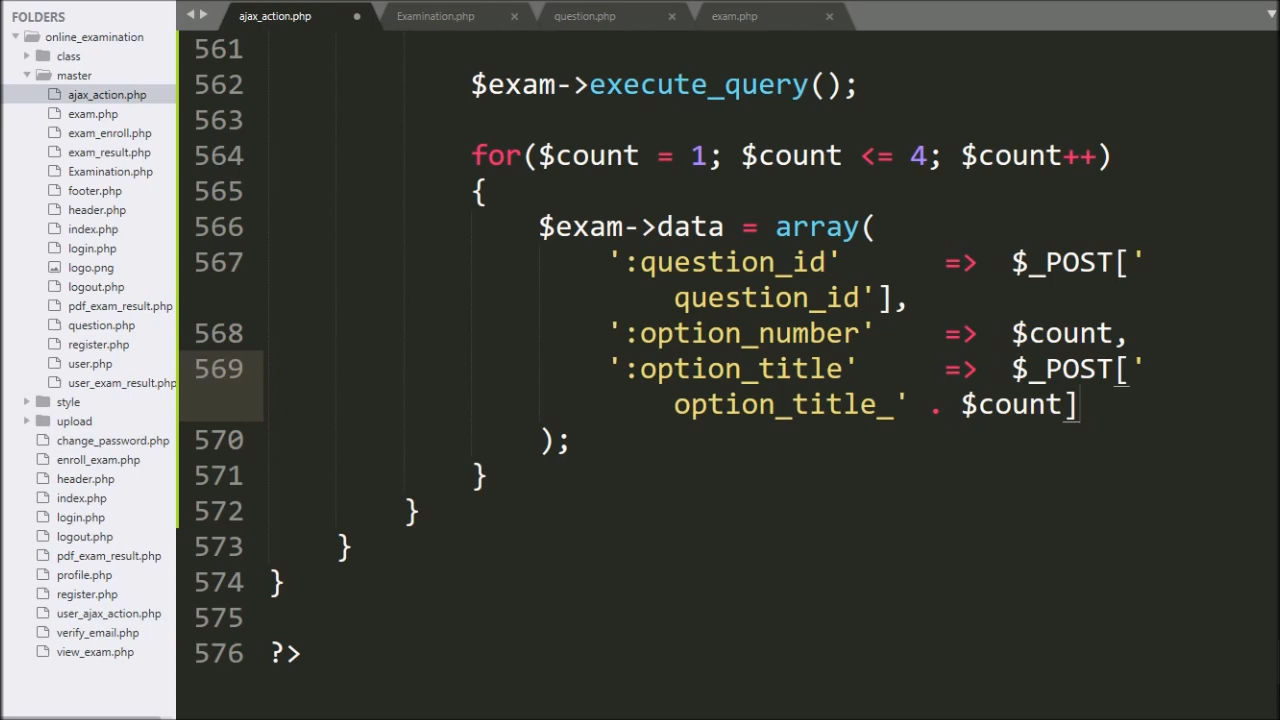 FOLDERS
online_examination
class
master
ajax_action.php
exam.php
exam_enroll.php
exam_result.php
Examination.php
footer.php
header.php
index.php
login.php
logo.png
logout.php
pdf_exam_result.php
question.php
register.php
user.php
user_exam_result.php
style
upload
change_password.php
enroll_exam.php
header.php
index.php
login.php
logout.php
pdf_exam_result.php
profile.php
register.php
user_ajax_action.php
verify_email.php
view_exam.php
ajax_action.php Examination.php question.php exam.php
561
562 $exam->execute_query();
563
564 for($count = 1; $count <= 4; $count++)
565 {
566 $exam->data = array(
567 ':question_id' => $_POST['
question_id'],
568 ':option_number' => $count,
569 ':option_title' => $_POST['
option_title_' . $count]
570 );
571 }
572 }
573 }
574 }
575
576 ?>